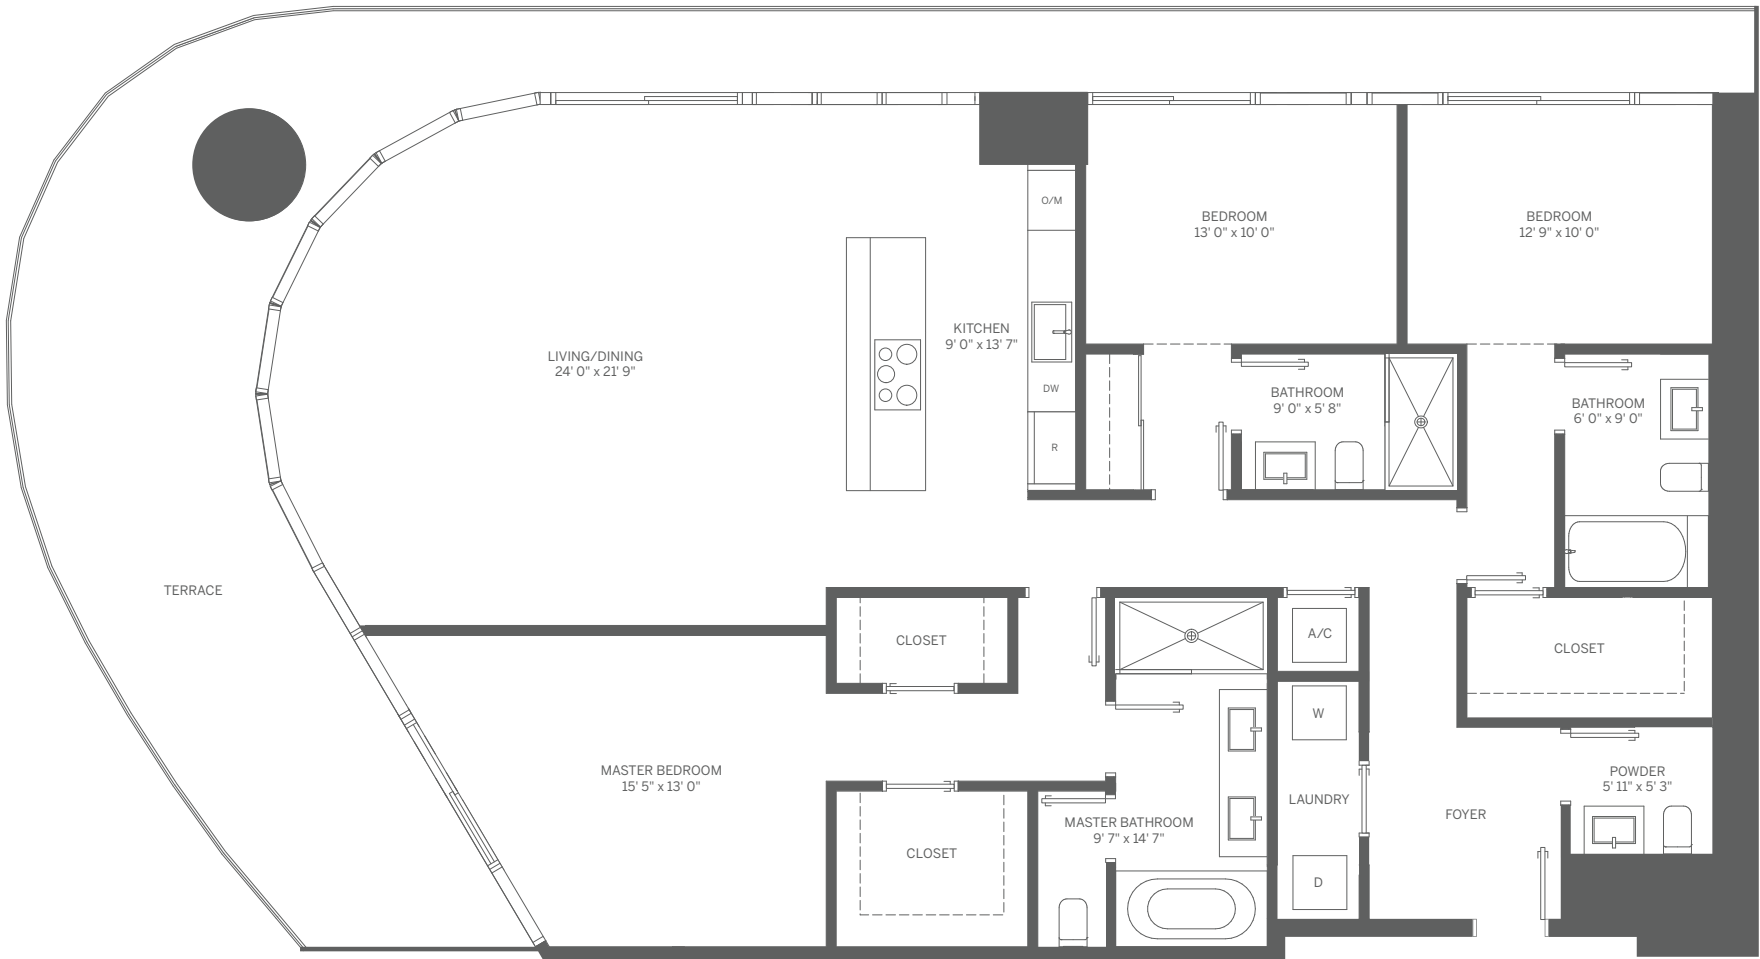 O/M
BEDROOM
13' 0" x 10' 0"
BEDROOM
12' 9" x 10' 0"
KITCHEN
9' 0" x 13' 7"
LIVING/DINING
24' 0" x 21' 9"
DW
R
BATHROOM
9' 0" x 5' 8"
BATHROOM
6' 0" x 9' 0"
TERRACE
CLOSET
A/C
CLOSET
W
MASTER BEDROOM
15' 5" x 13' 0"
POWDER
5' 11" x 5' 3"
LAUNDRY
FOYER
MASTER BATHROOM
9' 7" x 14' 7"
CLOSET
D